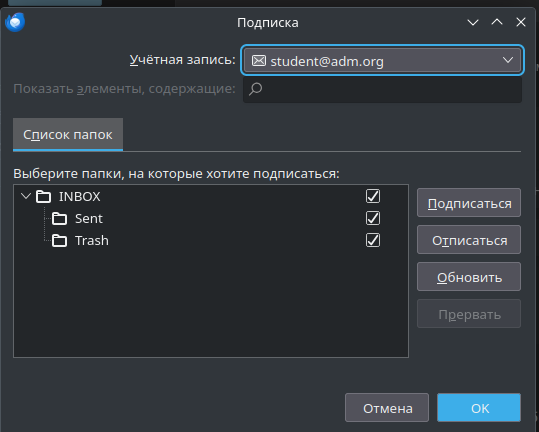 Подписка
Учётная запись: student@adm.org
Показать элементы, содержащие:
Список папок
Выберите папки, на которые хотите подписаться:
INBOX
Sent
Trash
Подписаться
Отписаться
Обновить
Прервать
Отмена
OK